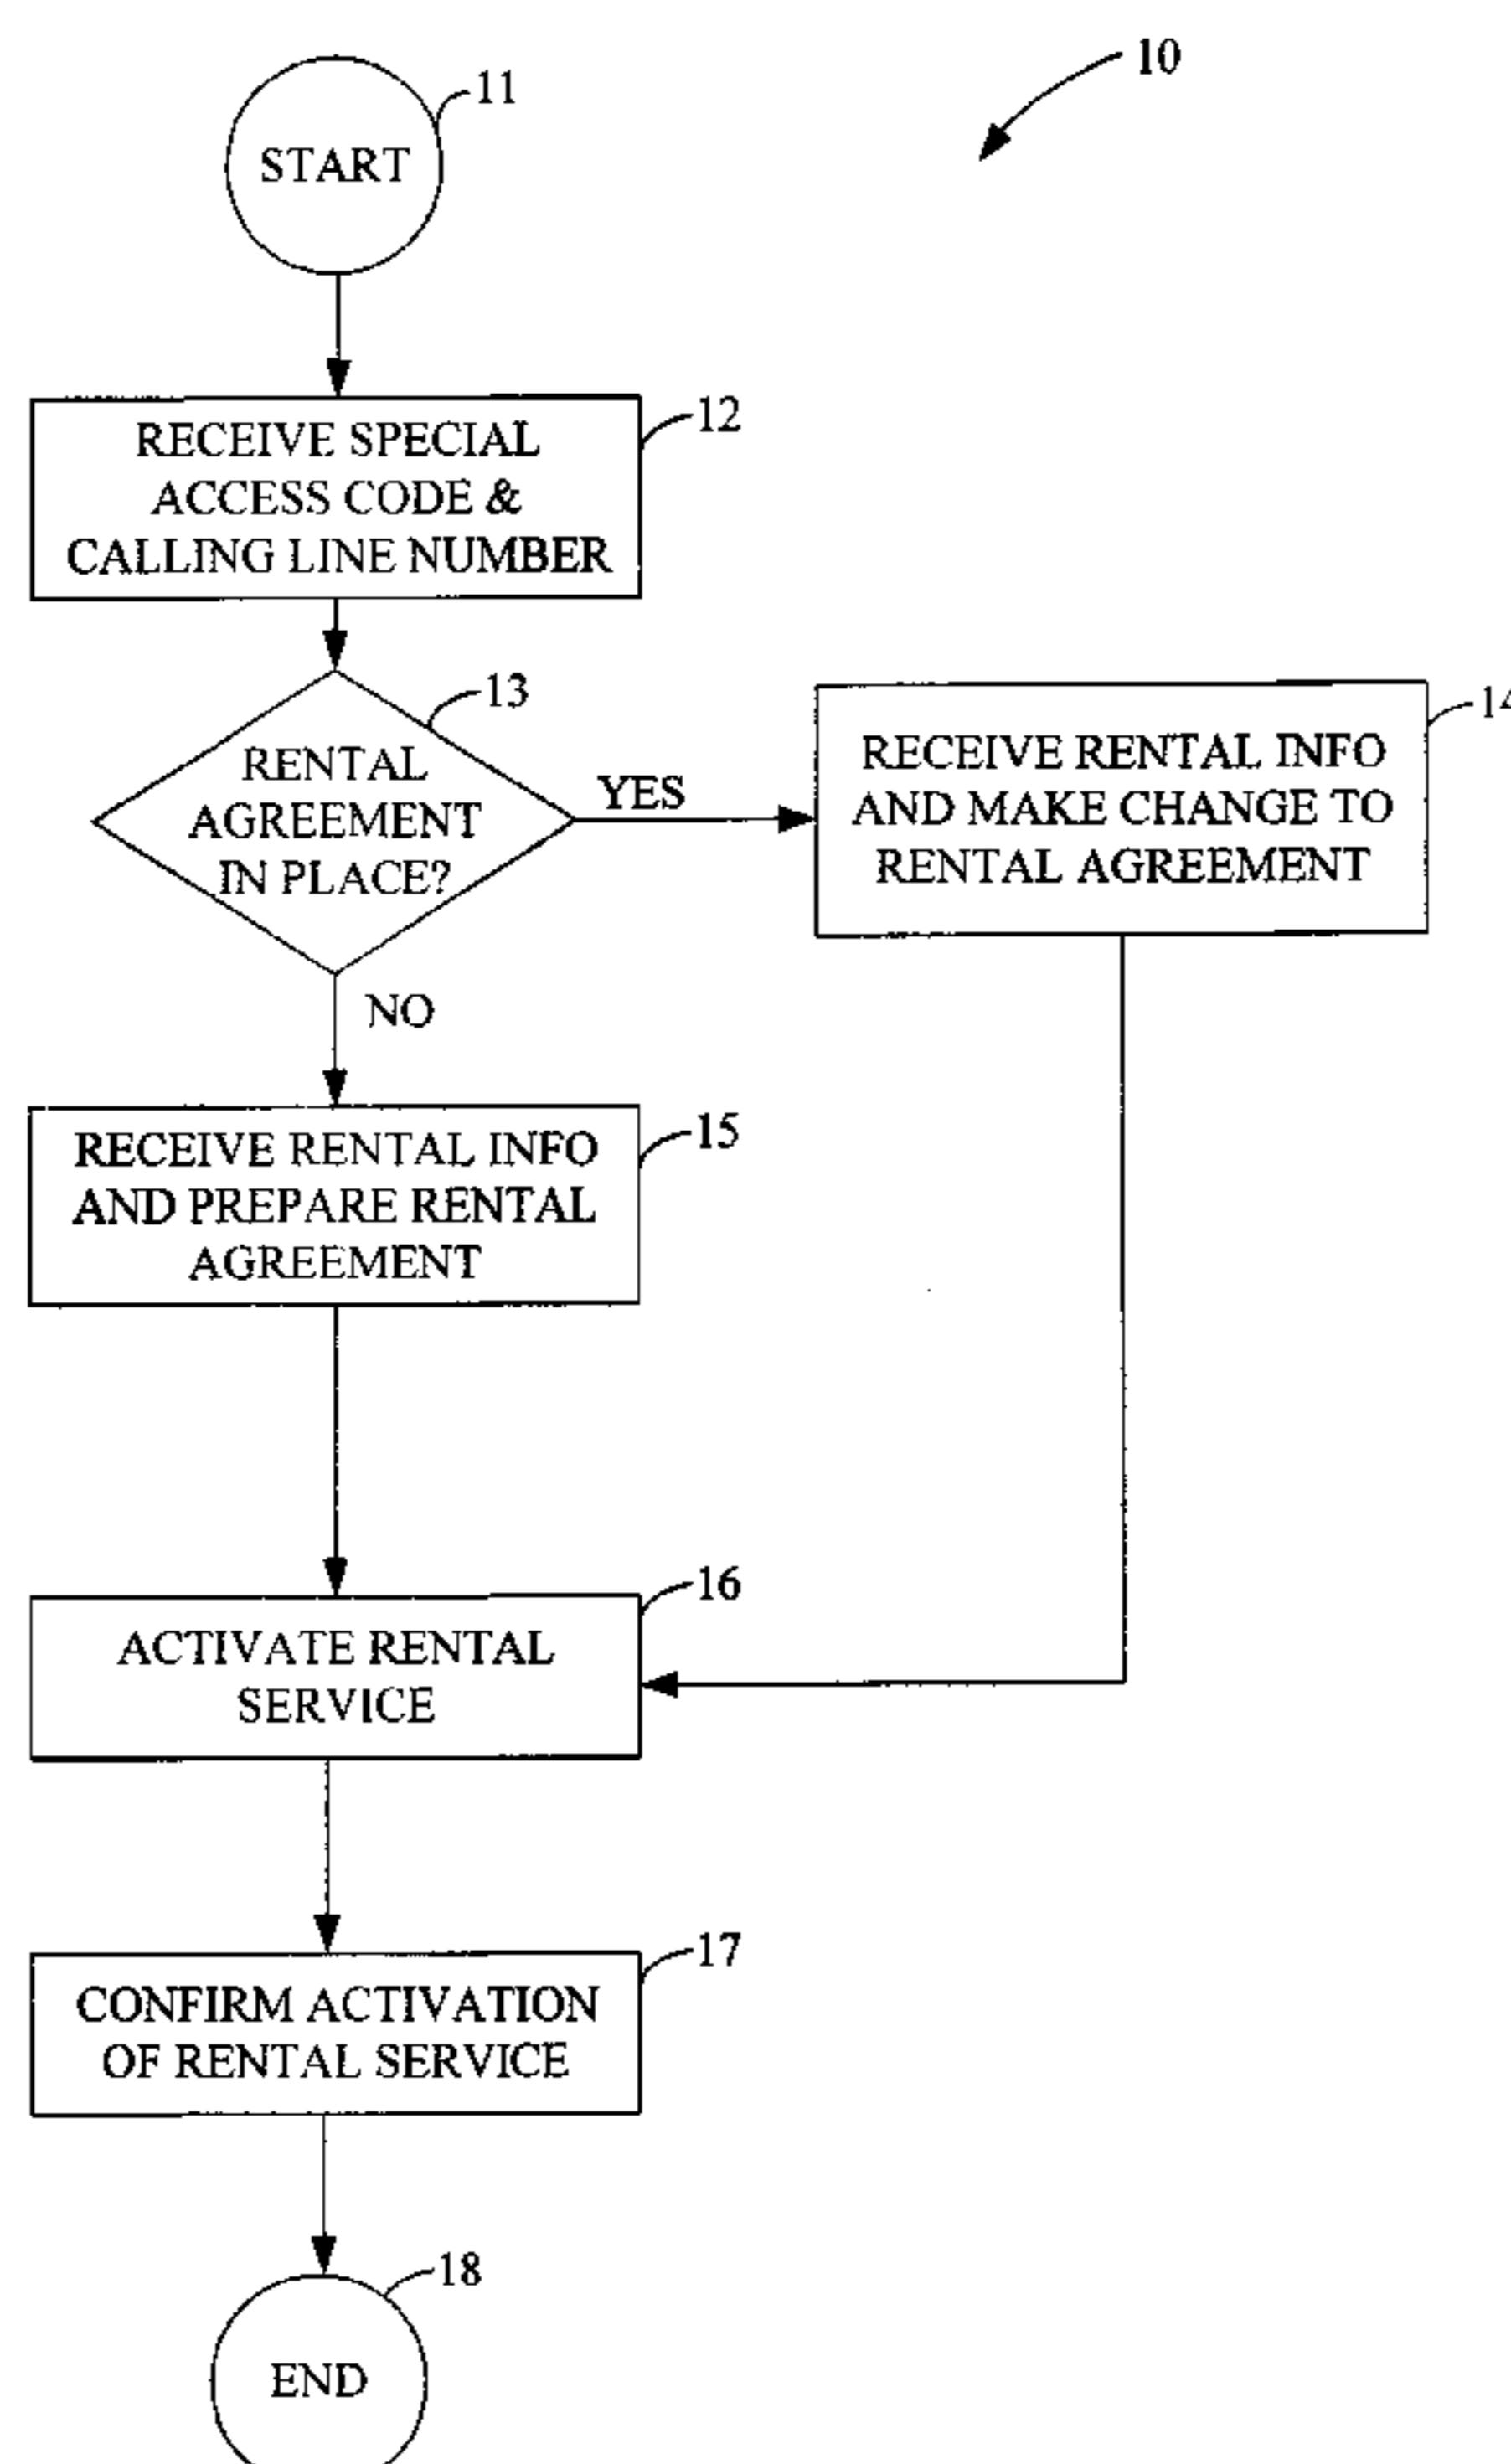 10
11
START
12
RECEIVE SPECIAL
ACCESS CODE &
CALLING LINE NUMBER
13
RENTAL
AGREEMENT
IN PLACE?
YES
14
RECEIVE RENTAL INFO
AND MAKE CHANGE TO
RENTAL AGREEMENT
NO
15
RECEIVE RENTAL INFO
AND PREPARE RENTAL
AGREEMENT
16
ACTIVATE RENTAL
SERVICE
17
CONFIRM ACTIVATION
OF RENTAL SERVICE
18
END